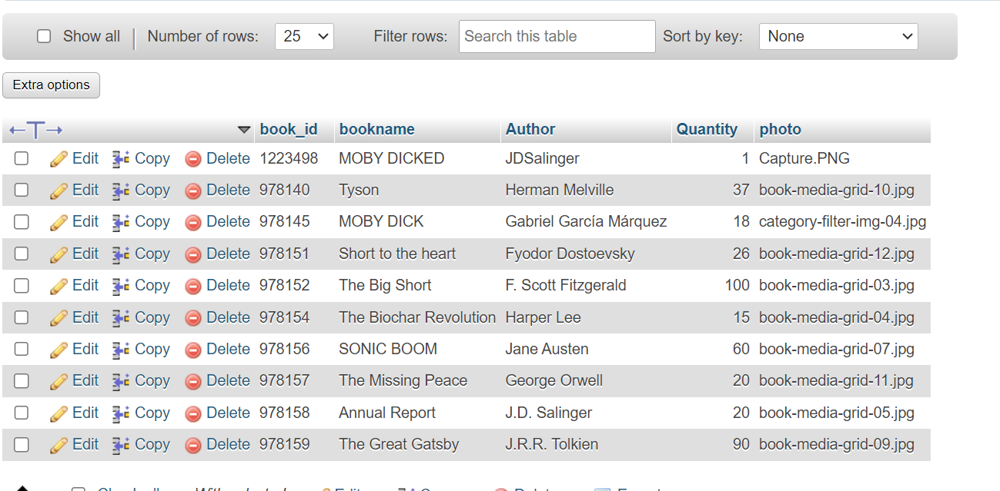 Show all Number of rows: 25 Filter rows: Search this table Sort by key: None
Extra options
←T→ book_id bookname Author Quantity photo
Edit Copy Delete 1223498 MOBY DICKED JDSalinger 1 Capture.PNG
Edit Copy Delete 978140 Tyson Herman Melville 37 book-media-grid-10.jpg
Edit Copy Delete 978145 MOBY DICK Gabriel García Márquez 18 category-filter-img-04.jpg
Edit Copy Delete 978151 Short to the heart Fyodor Dostoevsky 26 book-media-grid-12.jpg
Edit Copy Delete 978152 The Big Short F. Scott Fitzgerald 100 book-media-grid-03.jpg
Edit Copy Delete 978154 The Biochar Revolution Harper Lee 15 book-media-grid-04.jpg
Edit Copy Delete 978156 SONIC BOOM Jane Austen 60 book-media-grid-07.jpg
Edit Copy Delete 978157 The Missing Peace George Orwell 20 book-media-grid-11.jpg
Edit Copy Delete 978158 Annual Report J.D. Salinger 20 book-media-grid-05.jpg
Edit Copy Delete 978159 The Great Gatsby J.R.R. Tolkien 90 book-media-grid-09.jpg